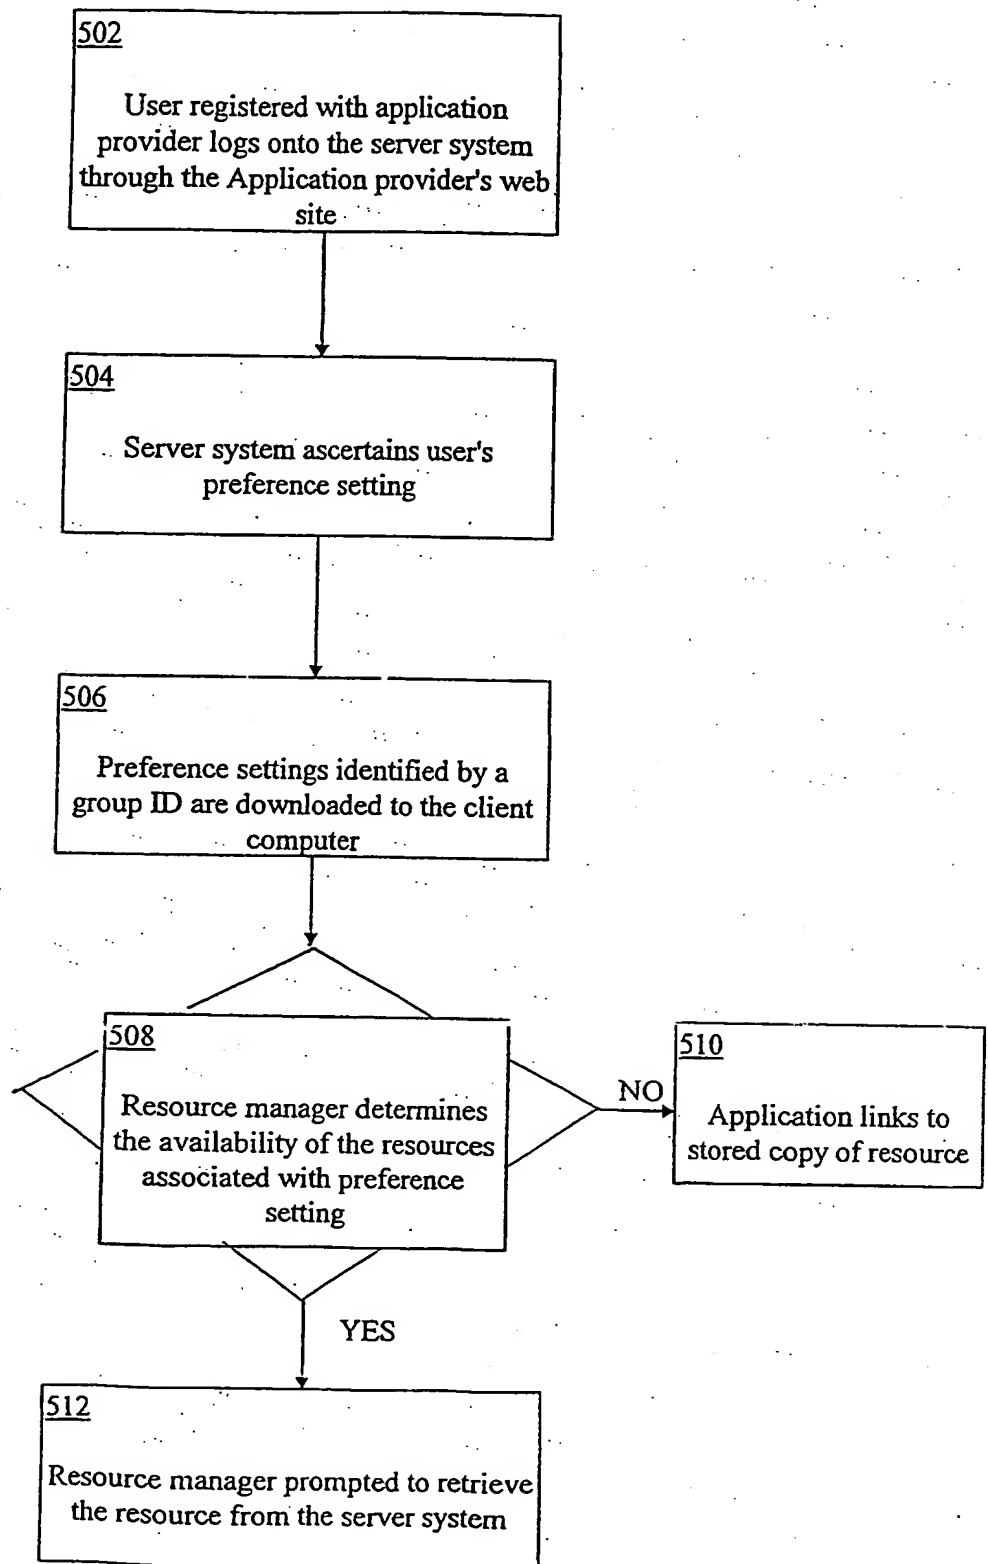 502
User registered with application
provider logs onto the server system
through the Application provider's web
site
504
Server system ascertains user's
preference setting
506
Preference settings identified by a
group ID are downloaded to the client
computer
508
Resource manager determines
the availability of the resources
associated with preference
setting
NO
510
Application links to
stored copy of resource
YES
512
Resource manager prompted to retrieve
the resource from the server system